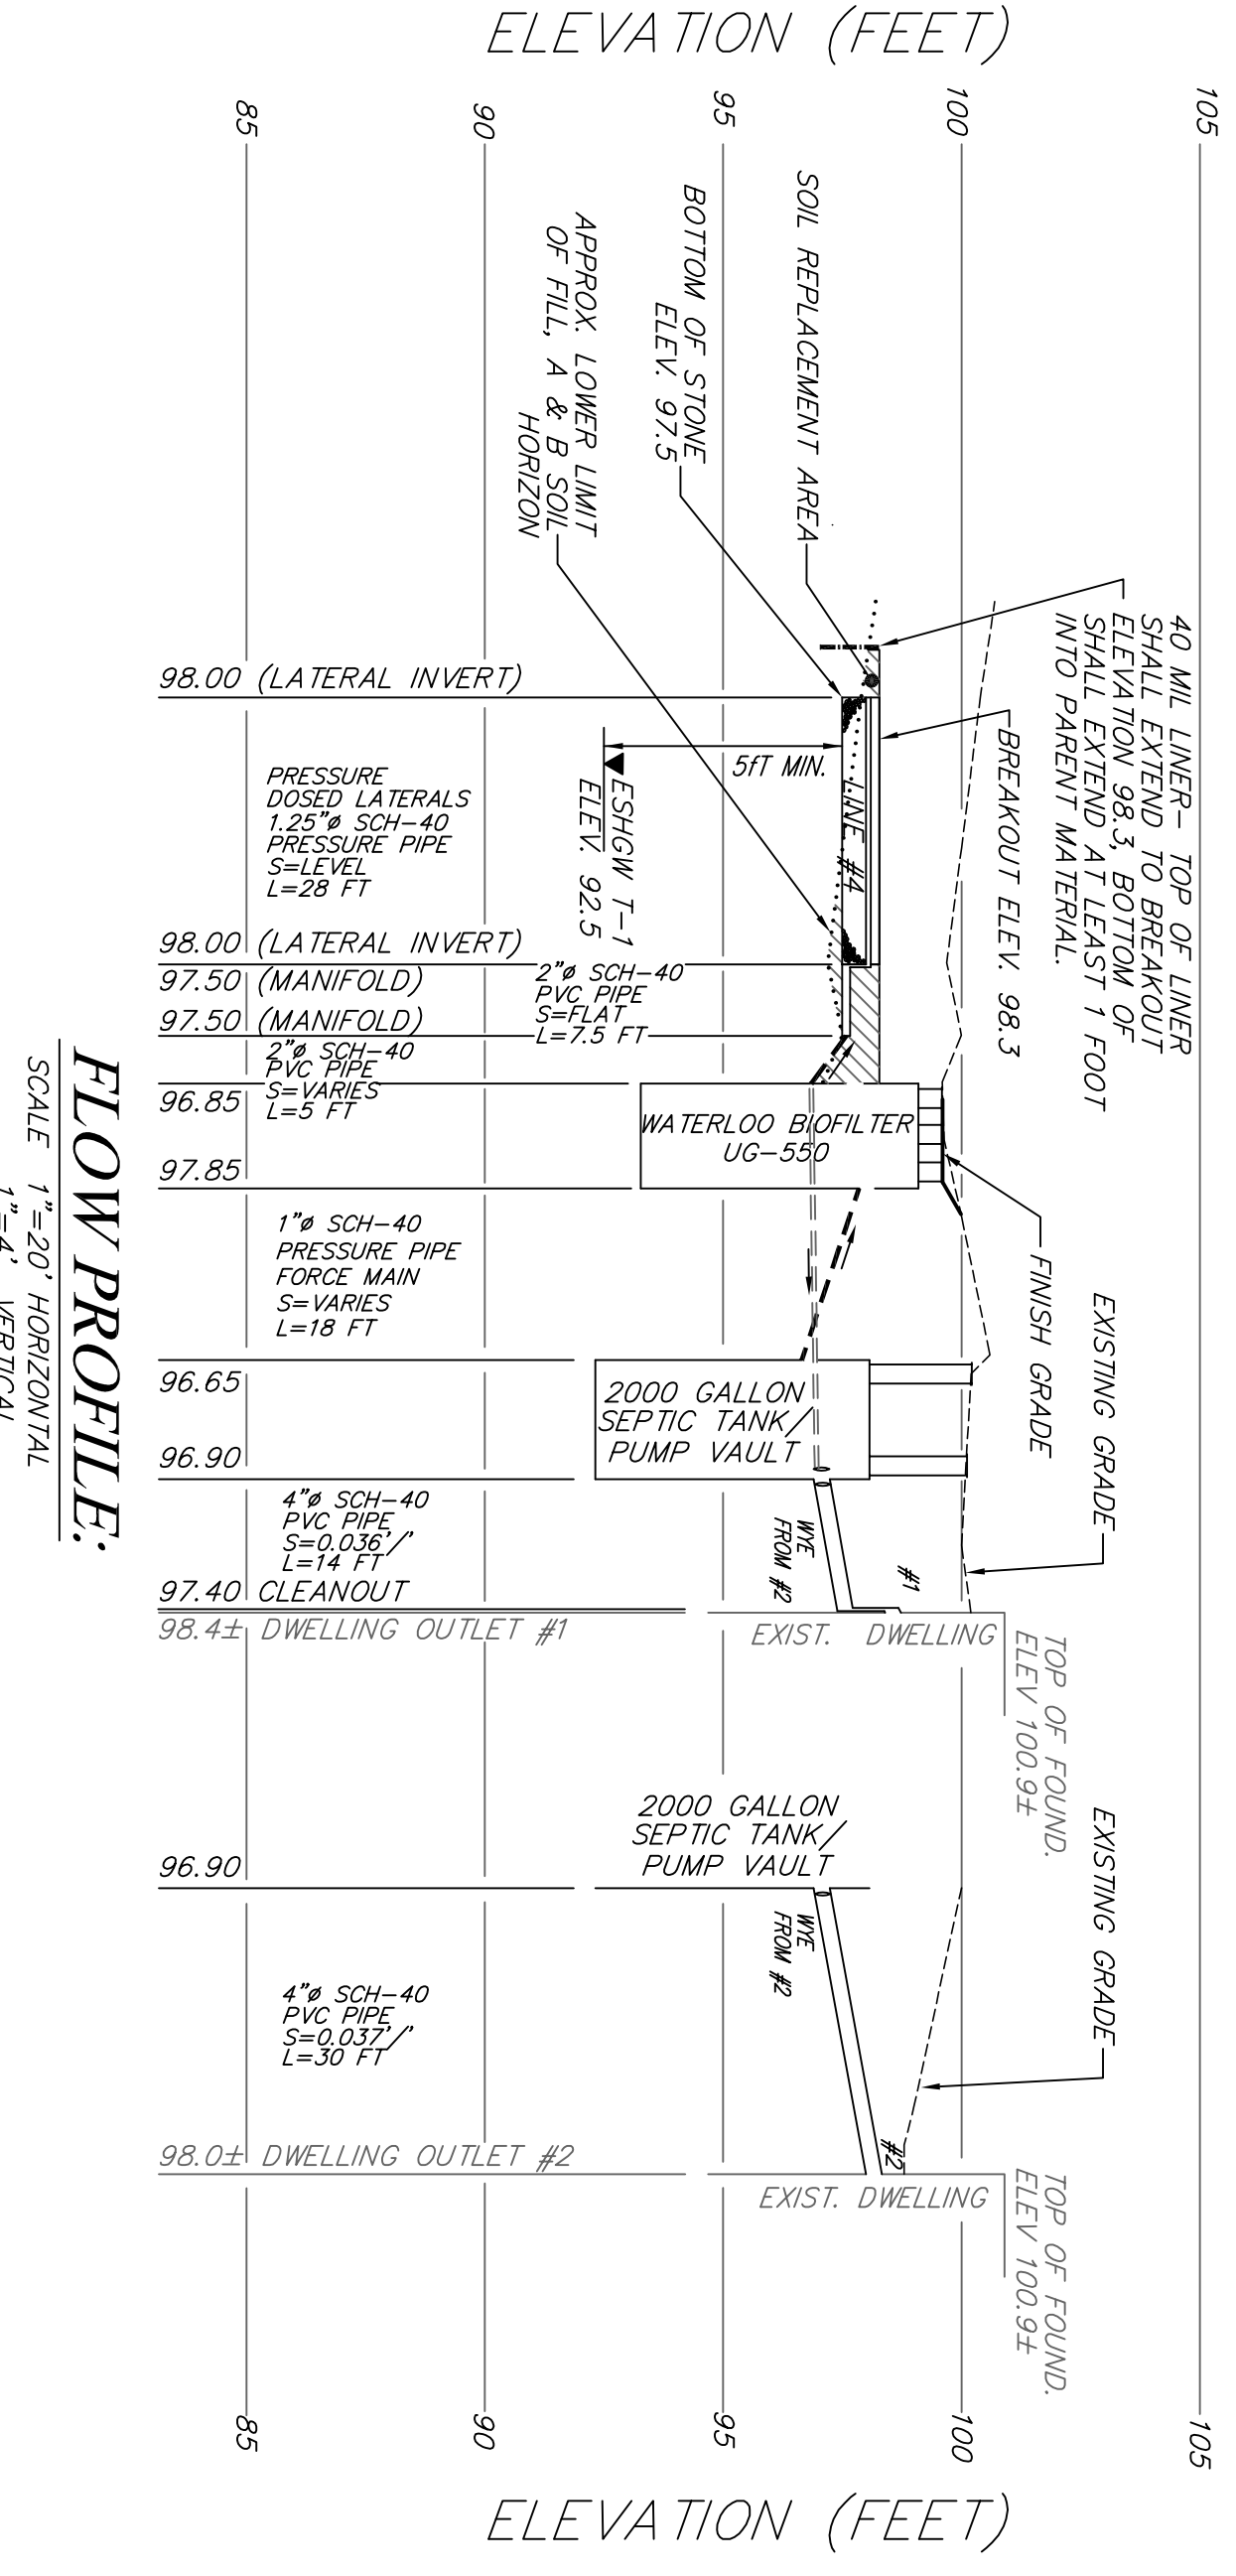 ELEVATION (FEET)
105
100
95
90
85
40 MIL LINER- TOP OF LINER
SHALL EXTEND TO BREAKOUT
ELEVATION 98.3, BOTTOM OF
SHALL EXTEND AT LEAST 1 FOOT
INTO PARENT MATERIAL.
BREAKOUT ELEV. 98.3
SOIL REPLACEMENT AREA
BOTTOM OF STONE
ELEV. 97.5
APPROX. LOWER LIMIT
OF FILL, A & B SOIL
HORIZON
98.00 (LATERAL INVERT)
5fT MIN.
LINE #4
ESHGW T-1
ELEV. 92.5
PRESSURE
DOSED LATERALS
1.25"ø SCH-40
PRESSURE PIPE
S=LEVEL
L=28 FT
98.00 (LATERAL INVERT)
97.50 (MANIFOLD)
2"ø SCH-40
PVC PIPE
S=FLAT
L=7.5 FT
97.50 (MANIFOLD)
2"ø SCH-40
PVC PIPE
S=VARIES
L=5 FT
96.85
WATERLOO BIOFILTER
UG-550
97.85
FINISH GRADE
EXISTING GRADE
1"ø SCH-40
PRESSURE PIPE
FORCE MAIN
S=VARIES
L=18 FT
96.65
2000 GALLON
SEPTIC TANK/
PUMP VAULT
96.90
4"ø SCH-40
PVC PIPE
S=0.036'/'
L=14 FT
WYE
FROM #2
#1
97.40 CLEANOUT
98.4± DWELLING OUTLET #1
EXIST. DWELLING
TOP OF FOUND.
ELEV 100.9±
EXISTING GRADE
2000 GALLON
SEPTIC TANK/
PUMP VAULT
96.90
WYE
FROM #2
4"ø SCH-40
PVC PIPE
S=0.037'/'
L=30 FT
#2
98.0± DWELLING OUTLET #2
EXIST. DWELLING
TOP OF FOUND.
ELEV 100.9±
105
100
95
90
85
ELEVATION (FEET)
FLOW PROFILE:
SCALE 1"=20' HORIZONTAL
1"=4' VERTICAL